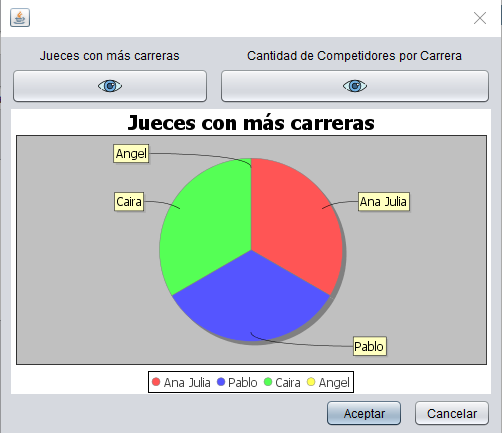 Jueces con más carreras
Cantidad de Competidores por Carrera
Jueces con más carreras
Angel
Caira
Ana Julia
Pablo
Ana Julia Pablo Caira Angel
Aceptar
Cancelar